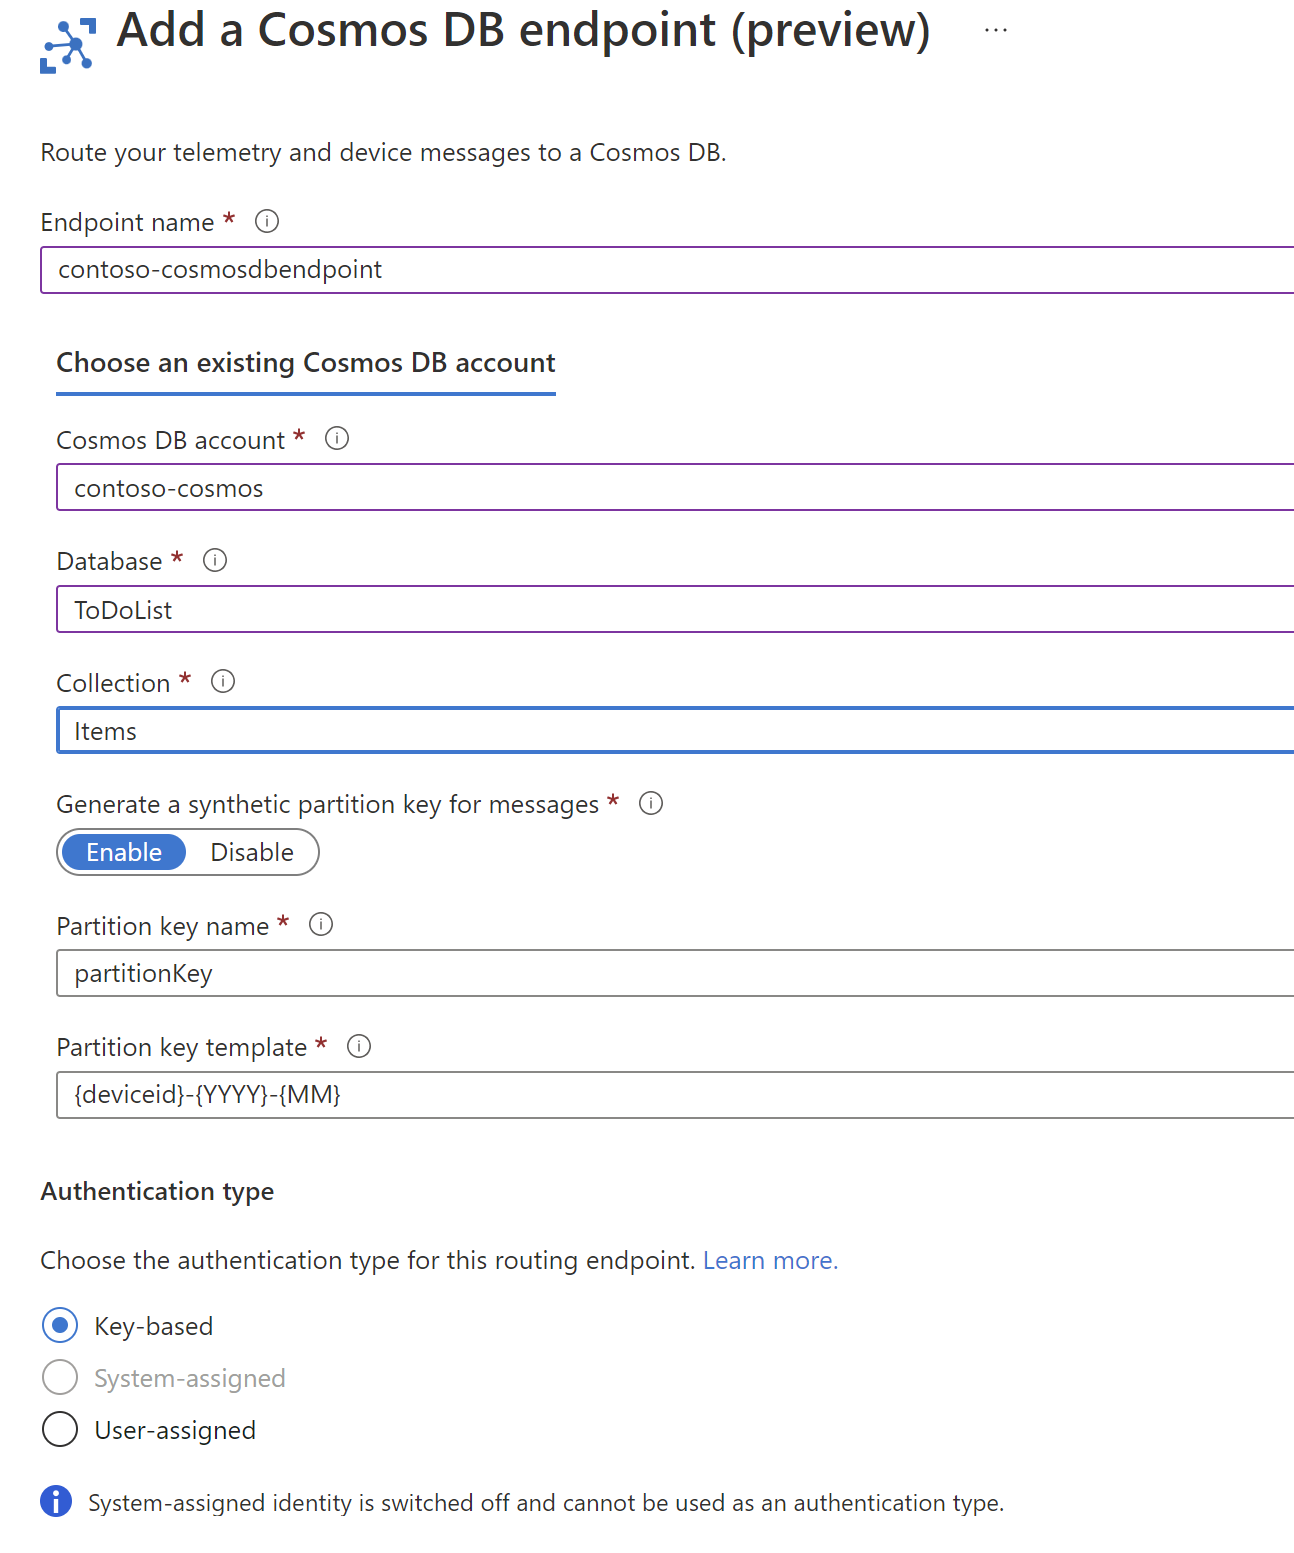 Add a Cosmos DB endpoint (preview) ...
Route your telemetry and device messages to a Cosmos DB.
Endpoint name *
contoso-cosmosdbendpoint
Choose an existing Cosmos DB account
Cosmos DB account *
contoso-cosmos
Database *
ToDoList
Collection *
Items
Generate a synthetic partition key for messages *
Enable Disable
Partition key name *
partitionKey
Partition key template *
{deviceid}-{YYYY}-{MM}
Authentication type
Choose the authentication type for this routing endpoint. Learn more.
Key-based
System-assigned
User-assigned
System-assigned identity is switched off and cannot be used as an authentication type.